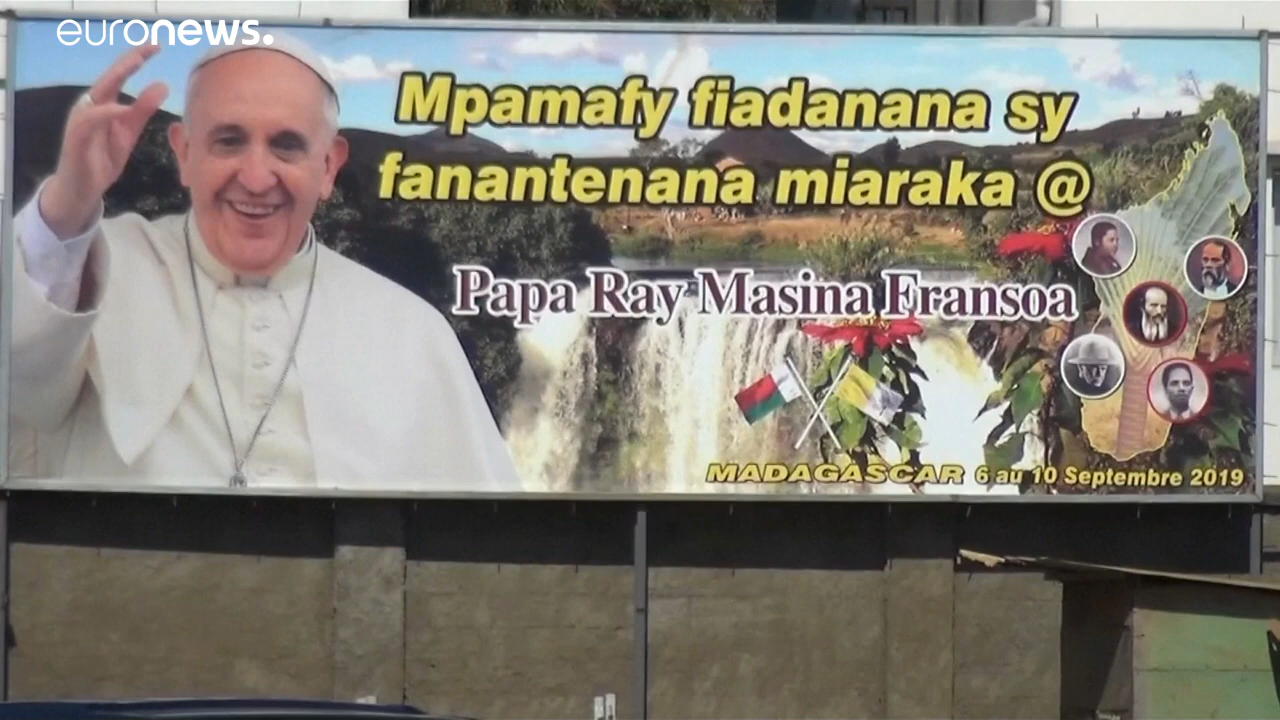 euronews.
Mpamafy fiadanana sy
fanantenana miaraka @
Papa Ray Masina Fransoa
MADAGASCAR 6 au 10 Septembre 2019